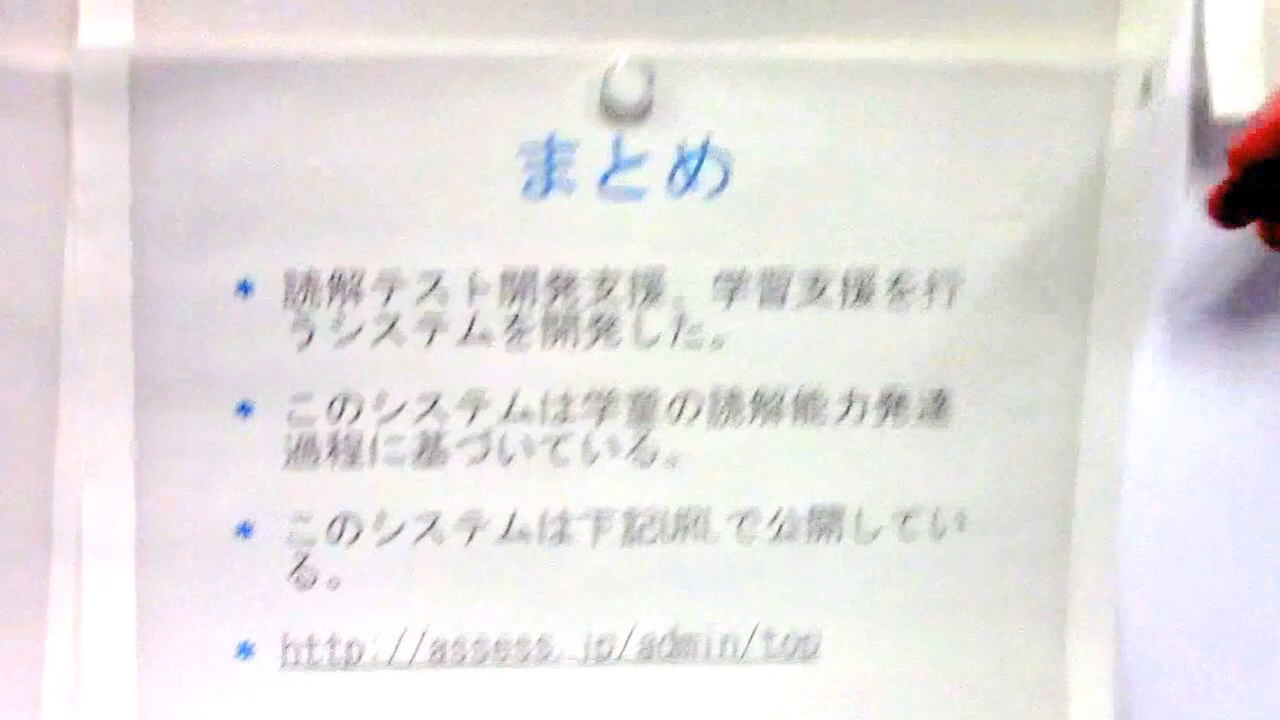 まとめ
* 読解テスト開発支援、学習支援を行
うシステムを開発した。
* このシステムは学童の読解能力発達
過程に基づいている。
* このシステムは下記URLで公開してい
る。
* http://assess.jp/admin/top